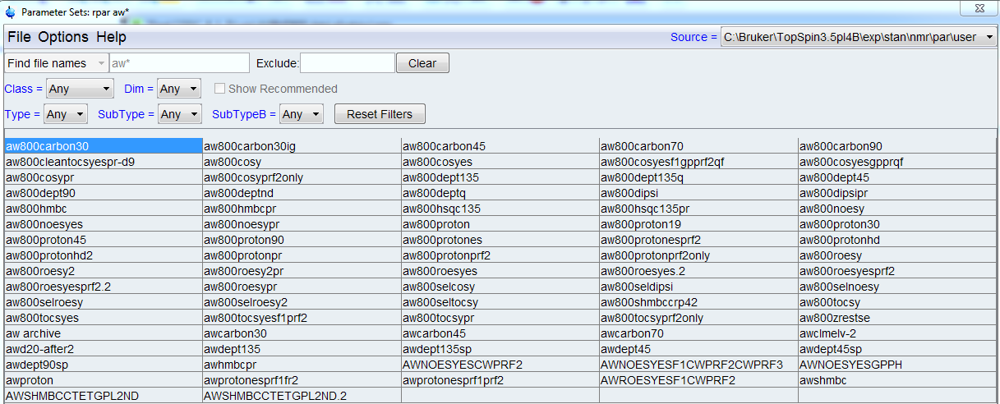 Parameter Sets: rpar aw*
File Options Help Source = C:\Bruker\TopSpin3.5pl4B\exp\stan\nmr\par\user
Find file names aw* Exclude: Clear
Class = Any Dim = Any Show Recommended
Type = Any SubType = Any SubTypeB = Any Reset Filters
aw800carbon30 aw800carbon30ig aw800carbon45 aw800carbon70 aw800carbon90
aw800cleantocsyespr-d9 aw800cosy aw800cosyes aw800cosyesf1gpprf2qf aw800cosyesgpprqf
aw800cosypr aw800cosyprf2only aw800dept135 aw800dept135q aw800dept45
aw800dept90 aw800deptnd aw800deptq aw800dipsi aw800dipsipr
aw800hmbc aw800hmbcpr aw800hsqc135 aw800hsqc135pr aw800noesy
aw800noesyes aw800noesypr aw800proton aw800proton19 aw800proton30
aw800proton45 aw800proton90 aw800protones aw800protonesprf2 aw800protonhd
aw800protonhd2 aw800protonpr aw800protonprf2 aw800protonprf2only aw800roesy
aw800roesy2 aw800roesy2pr aw800roesyes aw800roesyes.2 aw800roesyesprf2
aw800roesyesprf2.2 aw800roesypr aw800selcosy aw800seldipsi aw800selnoesy
aw800selroesy aw800selroesy2 aw800seltocsy aw800shmbccrp42 aw800tocsy
aw800tocsyes aw800tocsyesf1prf2 aw800tocsypr aw800tocsyprf2only aw800zrestse
aw archive awcarbon30 awcarbon45 awcarbon70 awclmelv-2
awd20-after2 awdept135 awdept135sp awdept45 awdept45sp
awdept90sp awhmbcpr AWNOESYESCWPRF2 AWNOESYESF1CWPRF2CWPRF3 AWNOESYESGPPH
awproton awprotonesprf1fr2 awprotonesprf1prf2 AWROESYESF1CWPRF2 awshmbc
AWSHMBCCTETGPL2ND AWSHMBCCTETGPL2ND.2